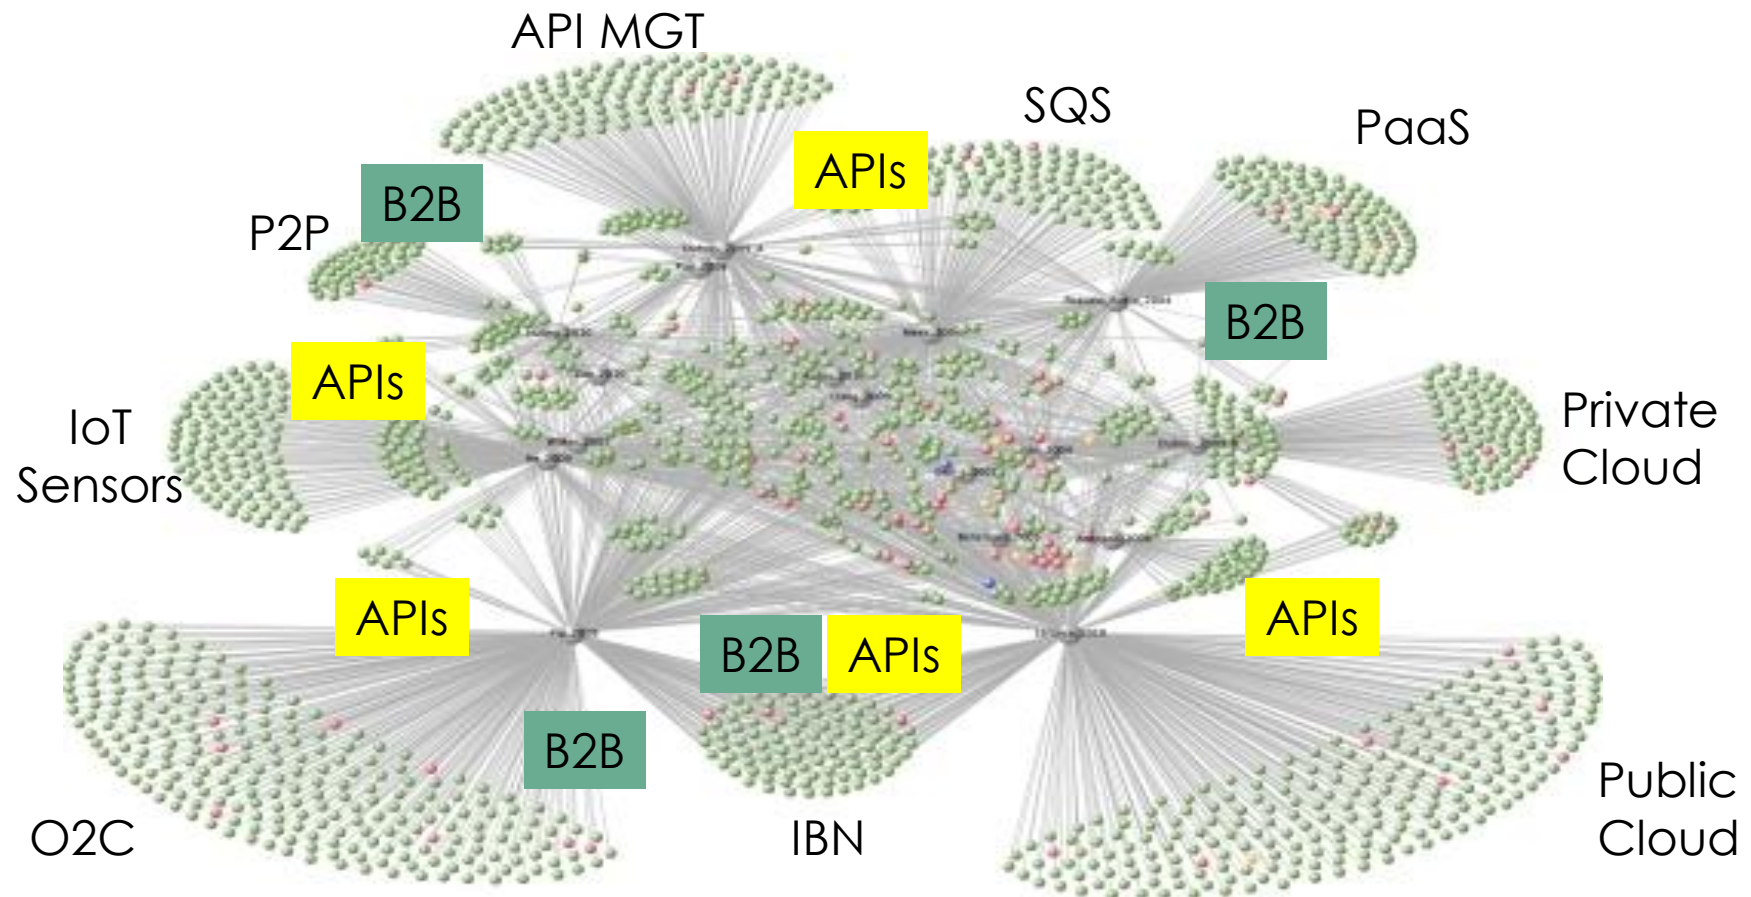 API MGT
SQS
PaaS
APIs
B2B
P2P
B2B
APIs
IoT
Sensors
Private
Cloud
APIs
APIs
B2B
APIs
B2B
Public
Cloud
O2C
IBN